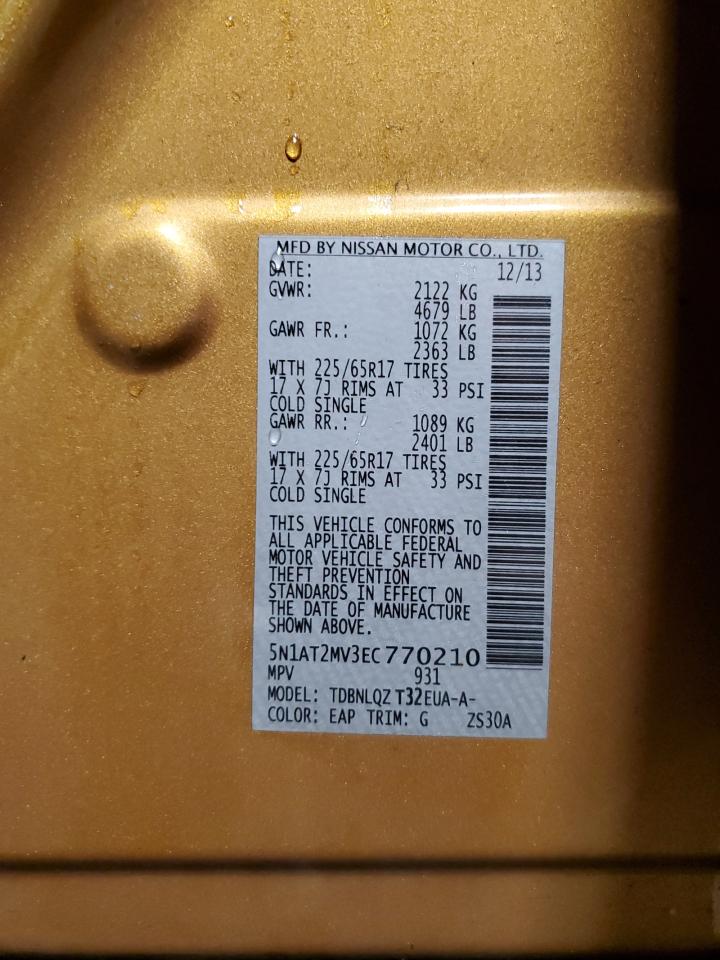 MFD BY NISSAN MOTOR CO., LTD.
DATE: 12/13
GVWR: 2122 KG
4679 LB
GAWR FR.: 1072 KG
2363 LB
WITH 225/65R17 TIRES
17 X 7J RIMS AT 33 PSI
COLD SINGLE
GAWR RR.: 1089 KG
2401 LB
WITH 225/65R17 TIRES
17 X 7J RIMS AT 33 PSI
COLD SINGLE
THIS VEHICLE CONFORMS TO
ALL APPLICABLE FEDERAL
MOTOR VEHICLE SAFETY AND
THEFT PREVENTION
STANDARDS IN EFFECT ON
THE DATE OF MANUFACTURE
SHOWN ABOVE.
5N1AT2MV3EC770210
MPV 931
MODEL: TDBNLQZ T32EUA-A-
COLOR: EAP TRIM: G ZS30A